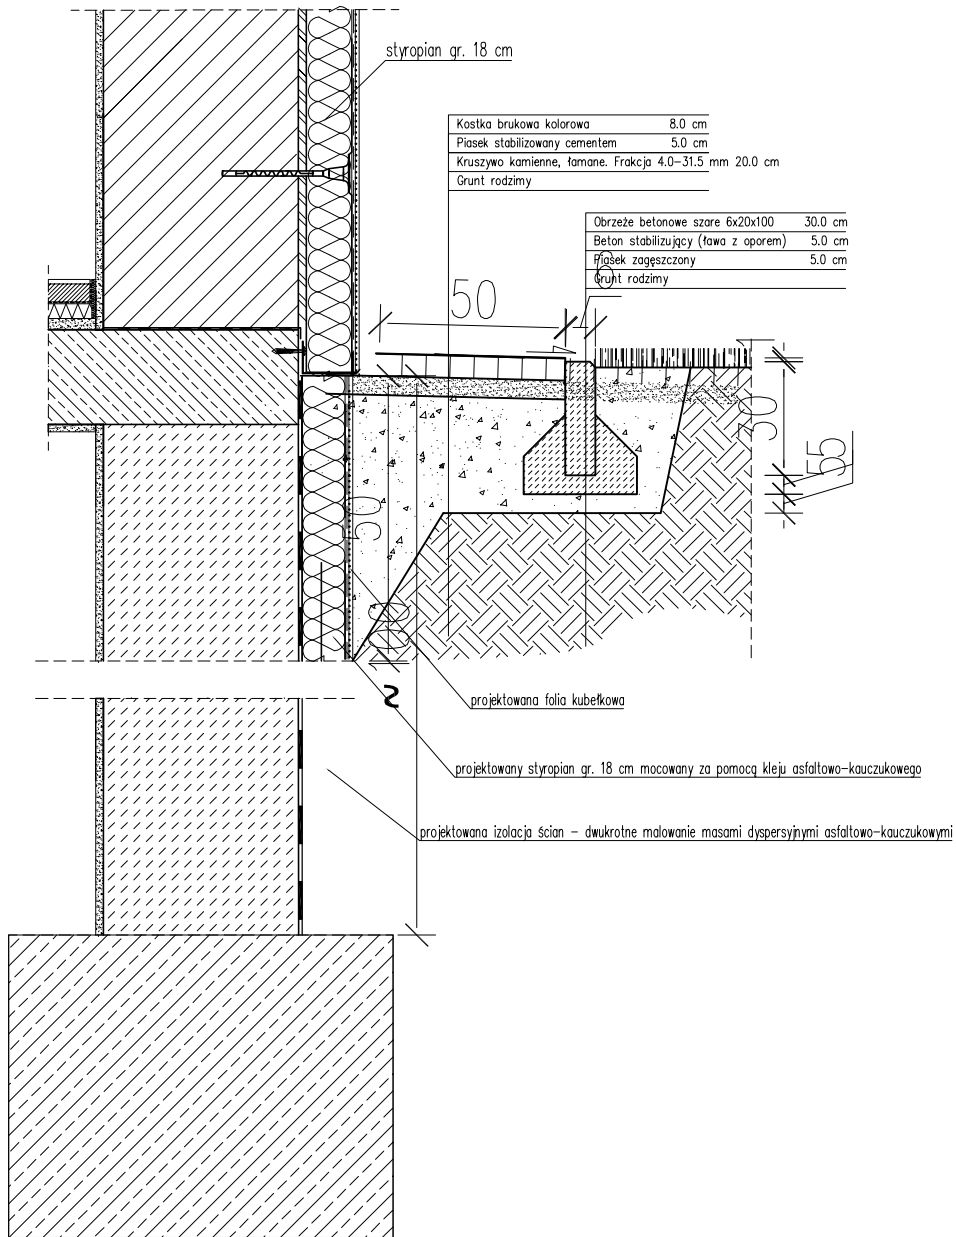 styropian gr. 18 cm
Kostka brukowa kolorowa 8.0 cm
Piasek stabilizowany cementem 5.0 cm
Kruszywo kamienne, łamane. Frakcja 4.0-31.5 mm 20.0 cm
Grunt rodzimy
Obrzeże betonowe szare 6x20x100 30.0 cm
Beton stabilizujący (ława z oporem) 5.0 cm
Piasek zagęszczony 5.0 cm
Grunt rodzimy
6
50
1
1
30
55
50
projektowana folia kubełkowa
projektowany styropian gr. 18 cm mocowany za pomocą kleju asfaltowo-kauczukowego
projektowana izolacja ścian – dwukrotne malowanie masami dyspersyjnymi asfaltowo-kauczukowymi